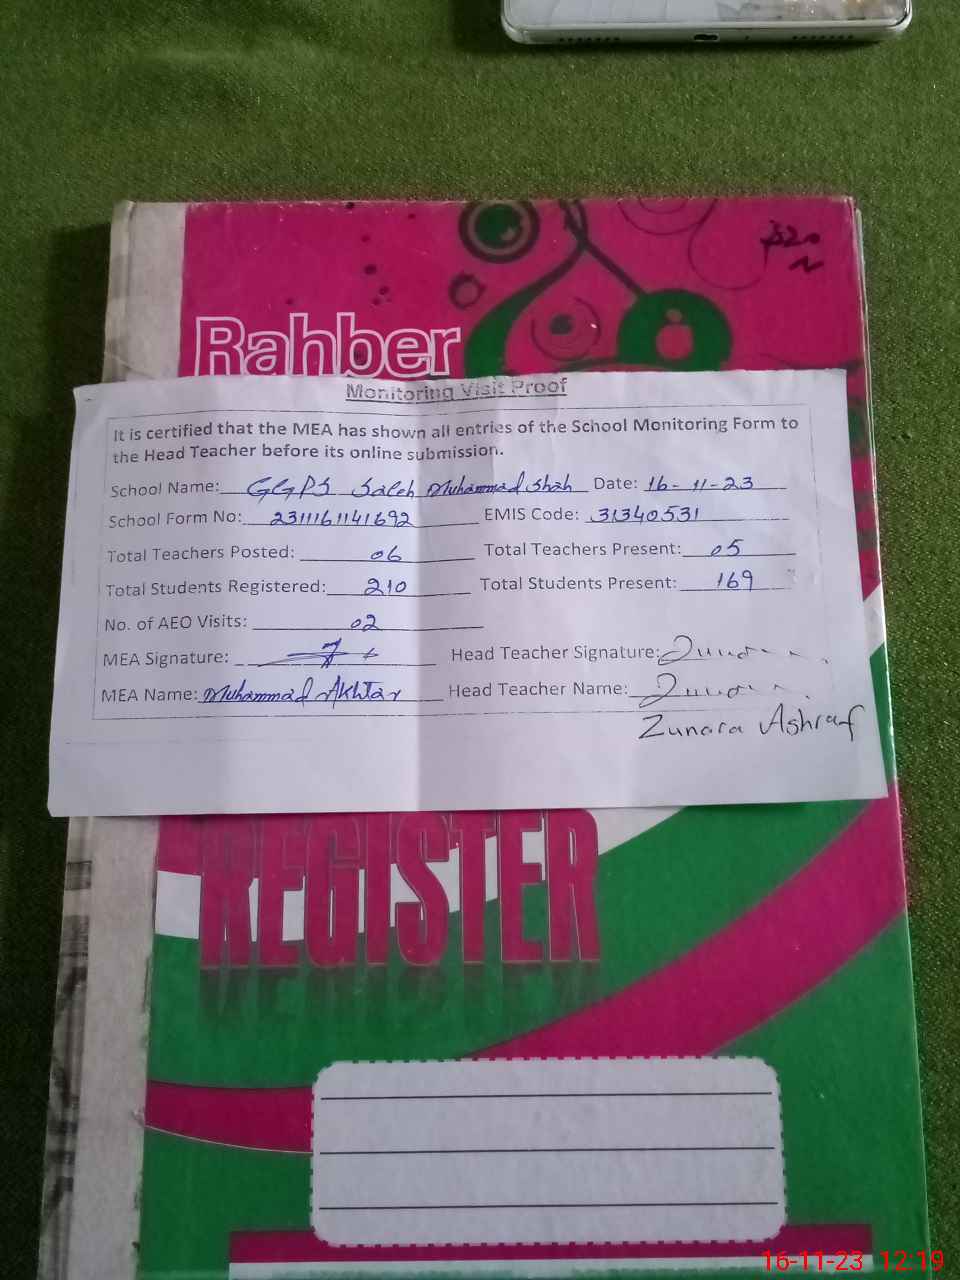 Rahber
Monitoring Visit Proof
It is certified that the MEA has shown all entries of the School Monitoring Form to
the Head Teacher before its online submission.
School Name: GGPS Saleh Muhammad Shah Date: 16-11-23
School Form No: 2311161141692 EMIS Code: 31340531
Total Teachers Posted: 06 Total Teachers Present: 05
Total Students Registered: 210 Total Students Present: 169
No. of AEO Visits: 02
MEA Signature: Head Teacher Signature:
MEA Name: Muhammad Akhtar Head Teacher Name:
Zunara Ashraf
REGISTER
16-11-23 12:19